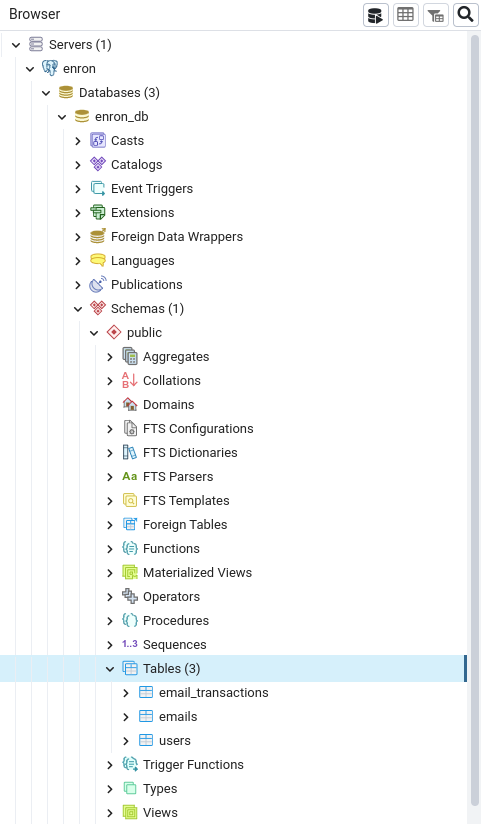 Browser
Servers (1)
enron
Databases (3)
enron_db
Casts
Catalogs
Event Triggers
Extensions
Foreign Data Wrappers
Languages
Publications
Schemas (1)
public
Aggregates
A
B Collations
Domains
FTS Configurations
FTS Dictionaries
Aa FTS Parsers
FTS Templates
Foreign Tables
Functions
Materialized Views
Operators
Procedures
1..3 Sequences
Tables (3)
email_transactions
emails
users
Trigger Functions
Types
Views